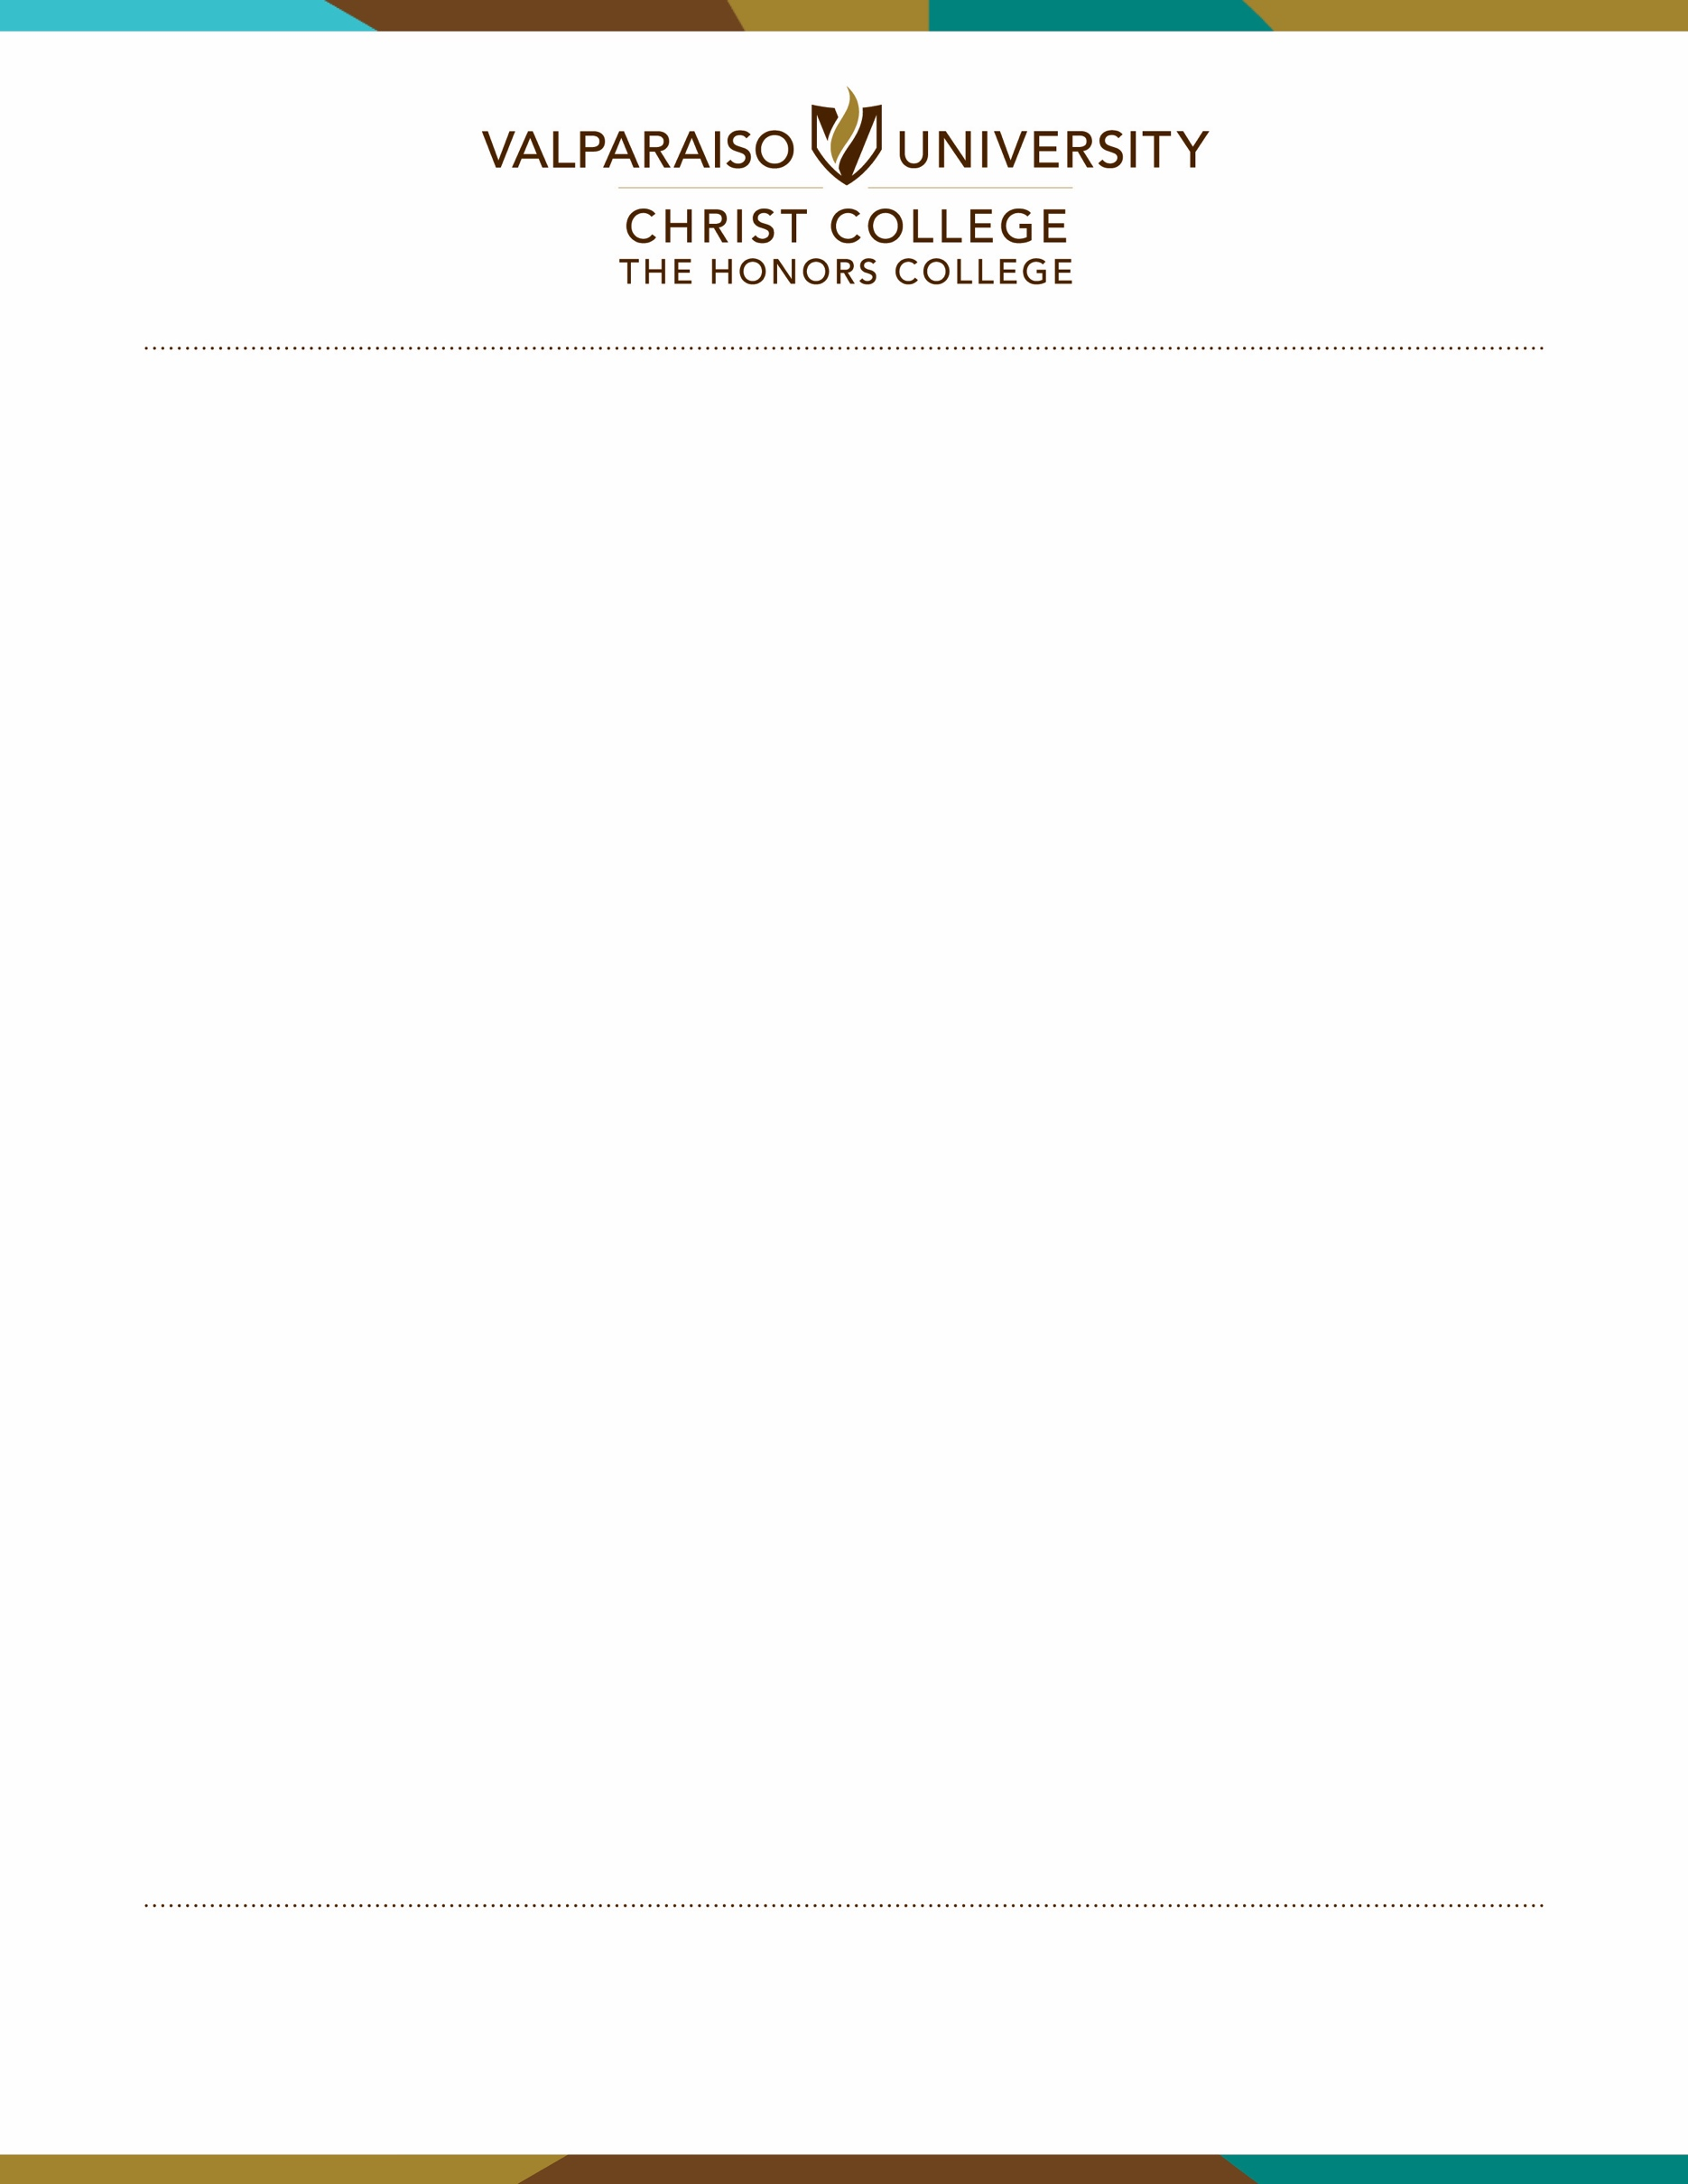 VALPARAISO UNIVERSITY
CHRIST COLLEGE
THE HONORS COLLEGE